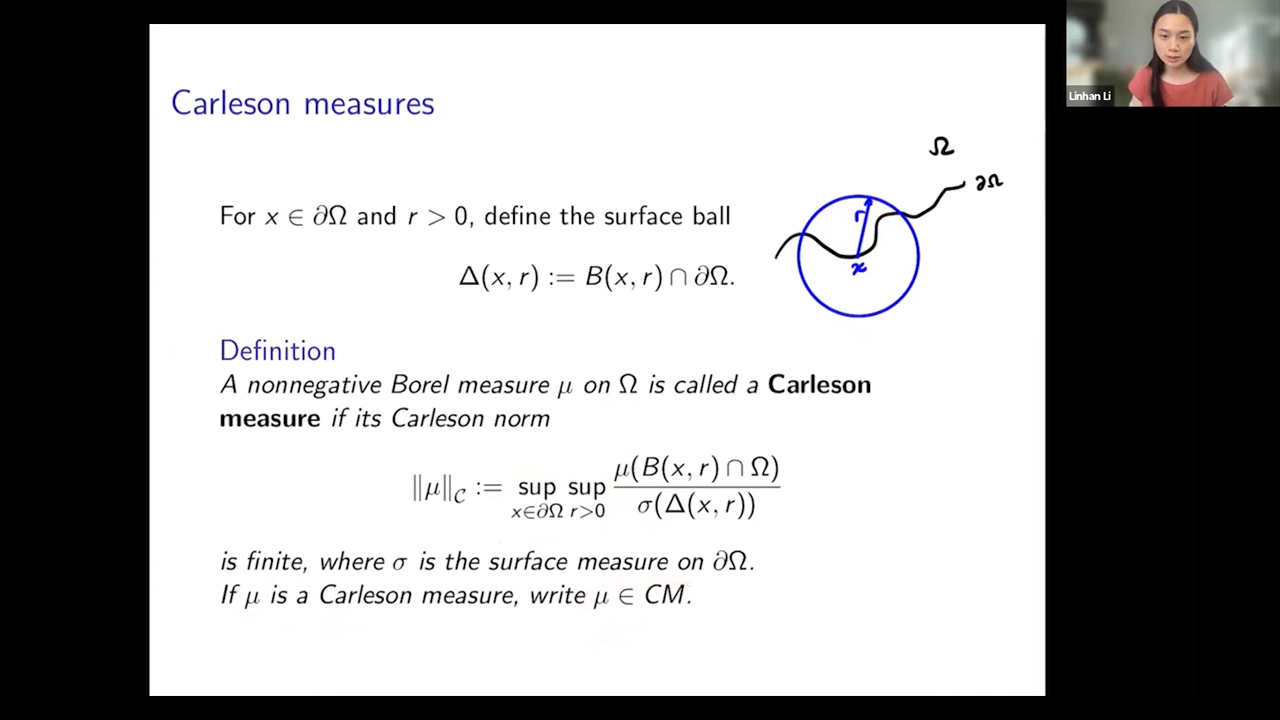 Carleson measures
Linhan Li
Ω
∂Ω
r
x
For x ∈ ∂Ω and r > 0, define the surface ball
Δ(x, r) := B(x, r) ∩ ∂Ω.
Definition
A nonnegative Borel measure μ on Ω is called a Carleson
measure if its Carleson norm
‖μ‖_C := sup_{x∈∂Ω} sup_{r>0} μ(B(x, r) ∩ Ω) / σ(Δ(x, r))
is finite, where σ is the surface measure on ∂Ω.
If μ is a Carleson measure, write μ ∈ CM.